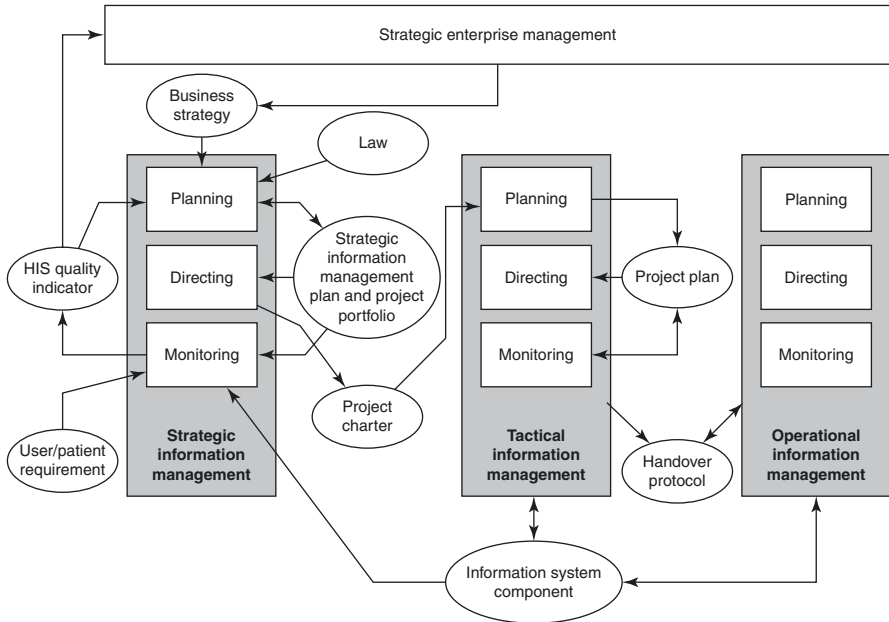 Strategic enterprise management
Business
strategy
Law
Planning
Directing
Monitoring
Strategic
information
management
HIS quality
indicator
User/patient
requirement
Strategic
information
management
plan and project
portfolio
Project
charter
Planning
Directing
Monitoring
Tactical
information
management
Project plan
Handover
protocol
Planning
Directing
Monitoring
Operational
information
management
Information system
component